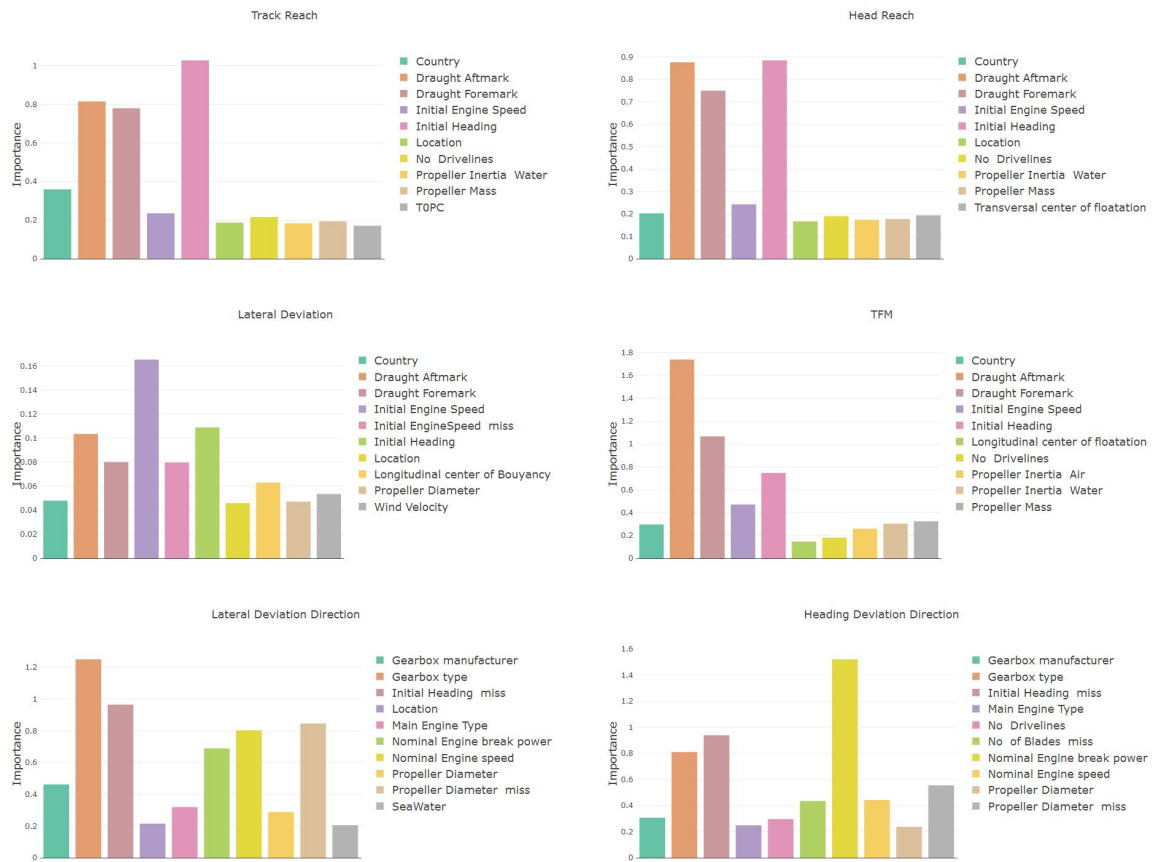 Track Reach
Importance
1
0.8
0.6
0.4
0.2
0
Country
Draught Aftmark
Draught Foremark
Initial Engine Speed
Initial Heading
Location
No Drivelines
Propeller Inertia Water
Propeller Mass
T0PC
Head Reach
Importance
0.9
0.8
0.7
0.6
0.5
0.4
0.3
0.2
0.1
0
Country
Draught Aftmark
Draught Foremark
Initial Engine Speed
Initial Heading
Location
No Drivelines
Propeller Inertia Water
Propeller Mass
Transversal center of floatation
Lateral Deviation
Importance
0.16
0.14
0.12
0.1
0.08
0.06
0.04
0.02
0
Country
Draught Aftmark
Draught Foremark
Initial Engine Speed
Initial EngineSpeed miss
Initial Heading
Location
Longitudinal center of Bouyancy
Propeller Diameter
Wind Velocity
TFM
Importance
1.8
1.6
1.4
1.2
1
0.8
0.6
0.4
0.2
0
Country
Draught Aftmark
Draught Foremark
Initial Engine Speed
Initial Heading
Longitudinal center of floatation
No Drivelines
Propeller Inertia Air
Propeller Inertia Water
Propeller Mass
Lateral Deviation Direction
Importance
1.2
1
0.8
0.6
0.4
0.2
0
Gearbox manufacturer
Gearbox type
Initial Heading miss
Location
Main Engine Type
Nominal Engine break power
Nominal Engine speed
Propeller Diameter
Propeller Diameter miss
SeaWater
Heading Deviation Direction
Importance
1.6
1.4
1.2
1
0.8
0.6
0.4
0.2
0
Gearbox manufacturer
Gearbox type
Initial Heading miss
Main Engine Type
No Drivelines
No of Blades miss
Nominal Engine break power
Nominal Engine speed
Propeller Diameter
Propeller Diameter miss